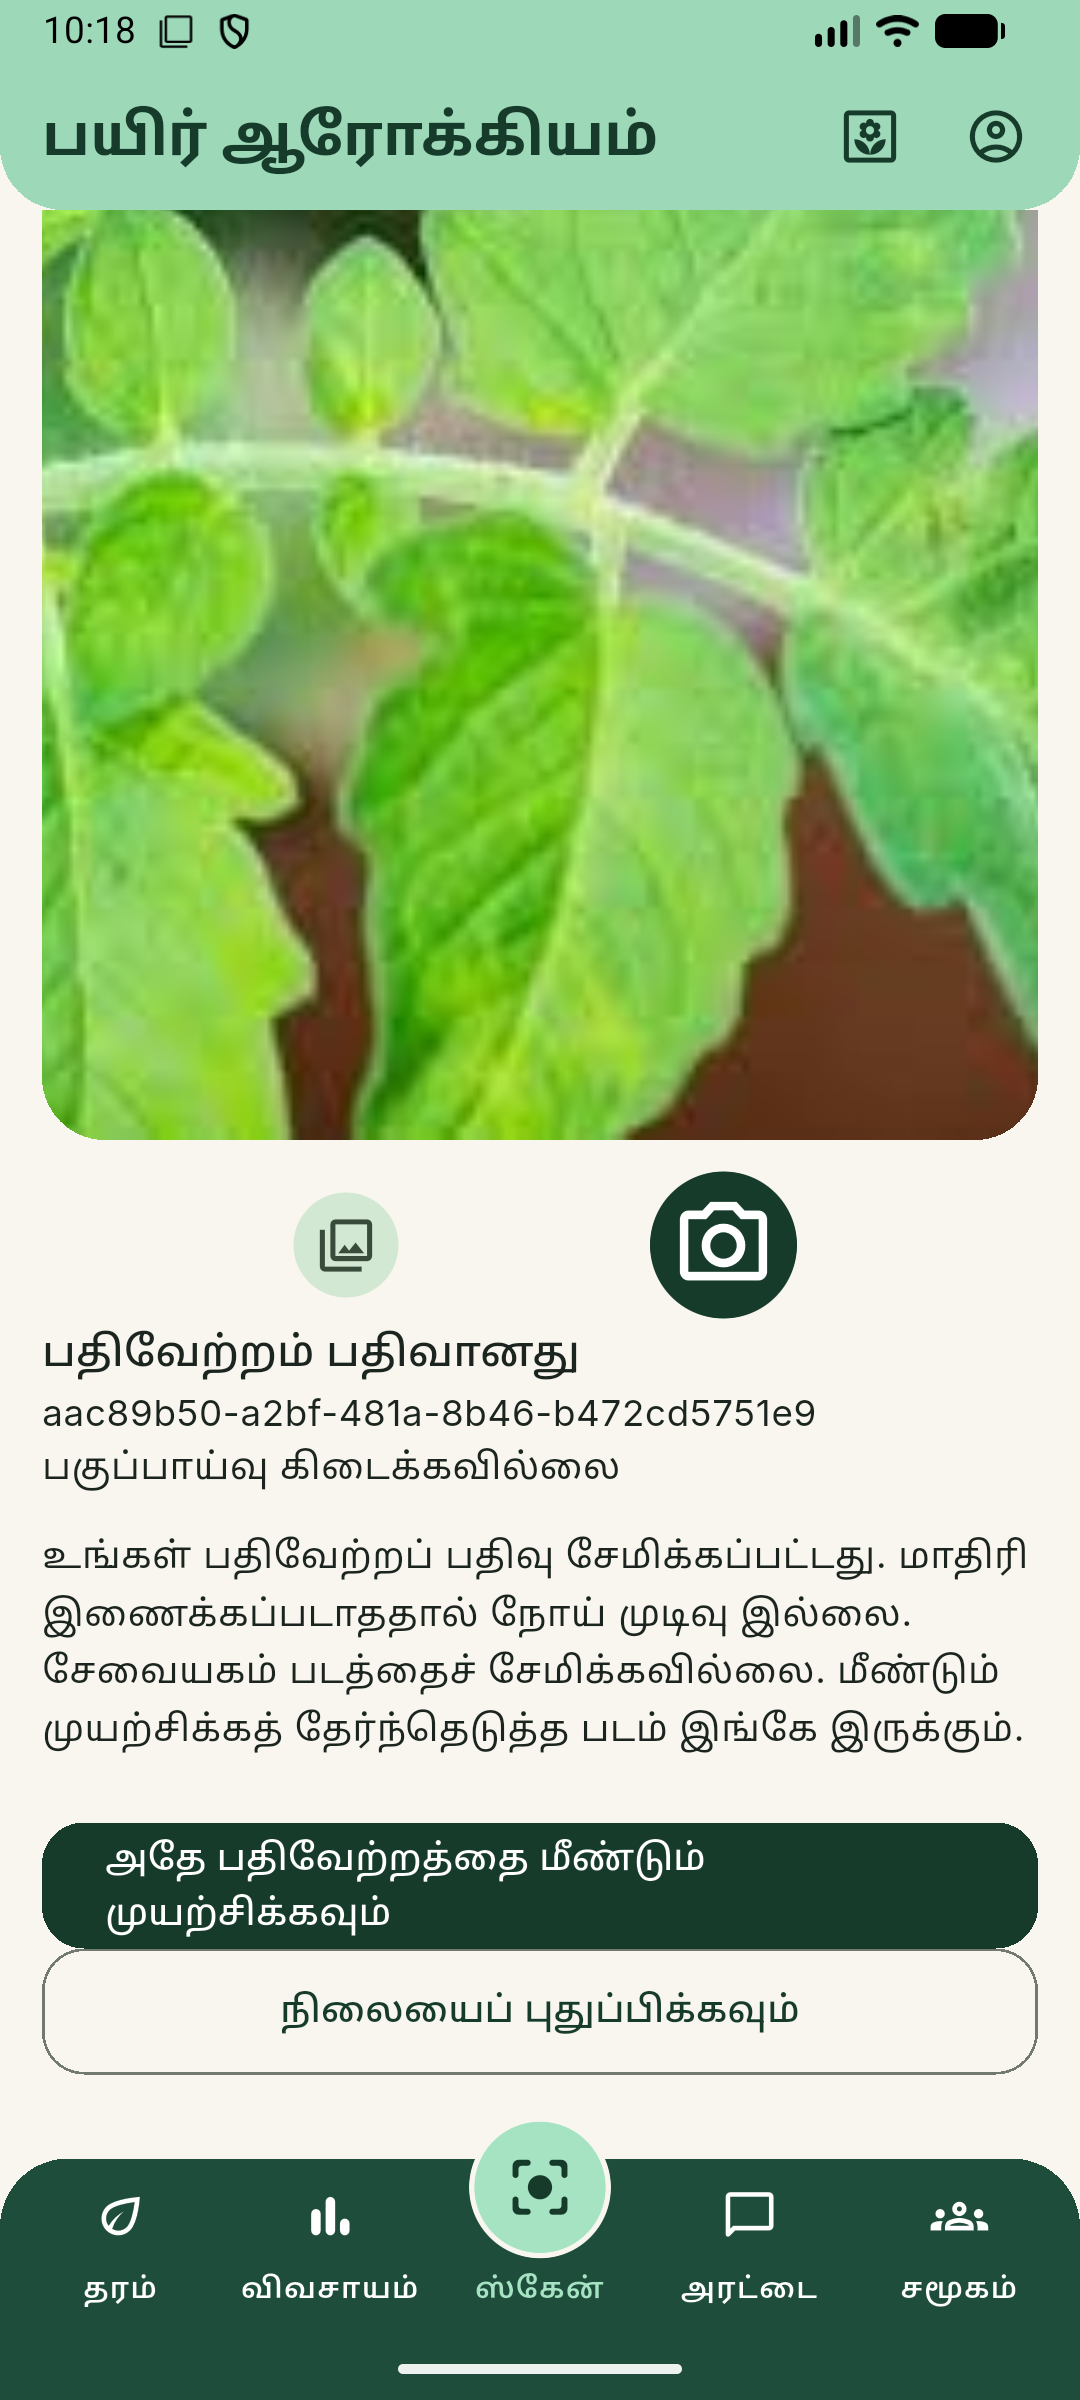 10:18
பயிர் ஆரோக்கியம்
பதிவேற்றம் பதிவானது
aac89b50-a2bf-481a-8b46-b472cd5751e9
பகுப்பாய்வு கிடைக்கவில்லை
உங்கள் பதிவேற்றப் பதிவு சேமிக்கப்பட்டது. மாதிரி
இணைக்கப்படாததால் நோய் முடிவு இல்லை.
சேவையகம் படத்தைச் சேமிக்கவில்லை. மீண்டும்
முயற்சிக்கத் தேர்ந்தெடுத்த படம் இங்கே இருக்கும்.
அதே பதிவேற்றத்தை மீண்டும்
முயற்சிக்கவும்
நிலையைப் புதுப்பிக்கவும்
தரம்
விவசாயம்
ஸ்கேன்
அரட்டை
சமூகம்